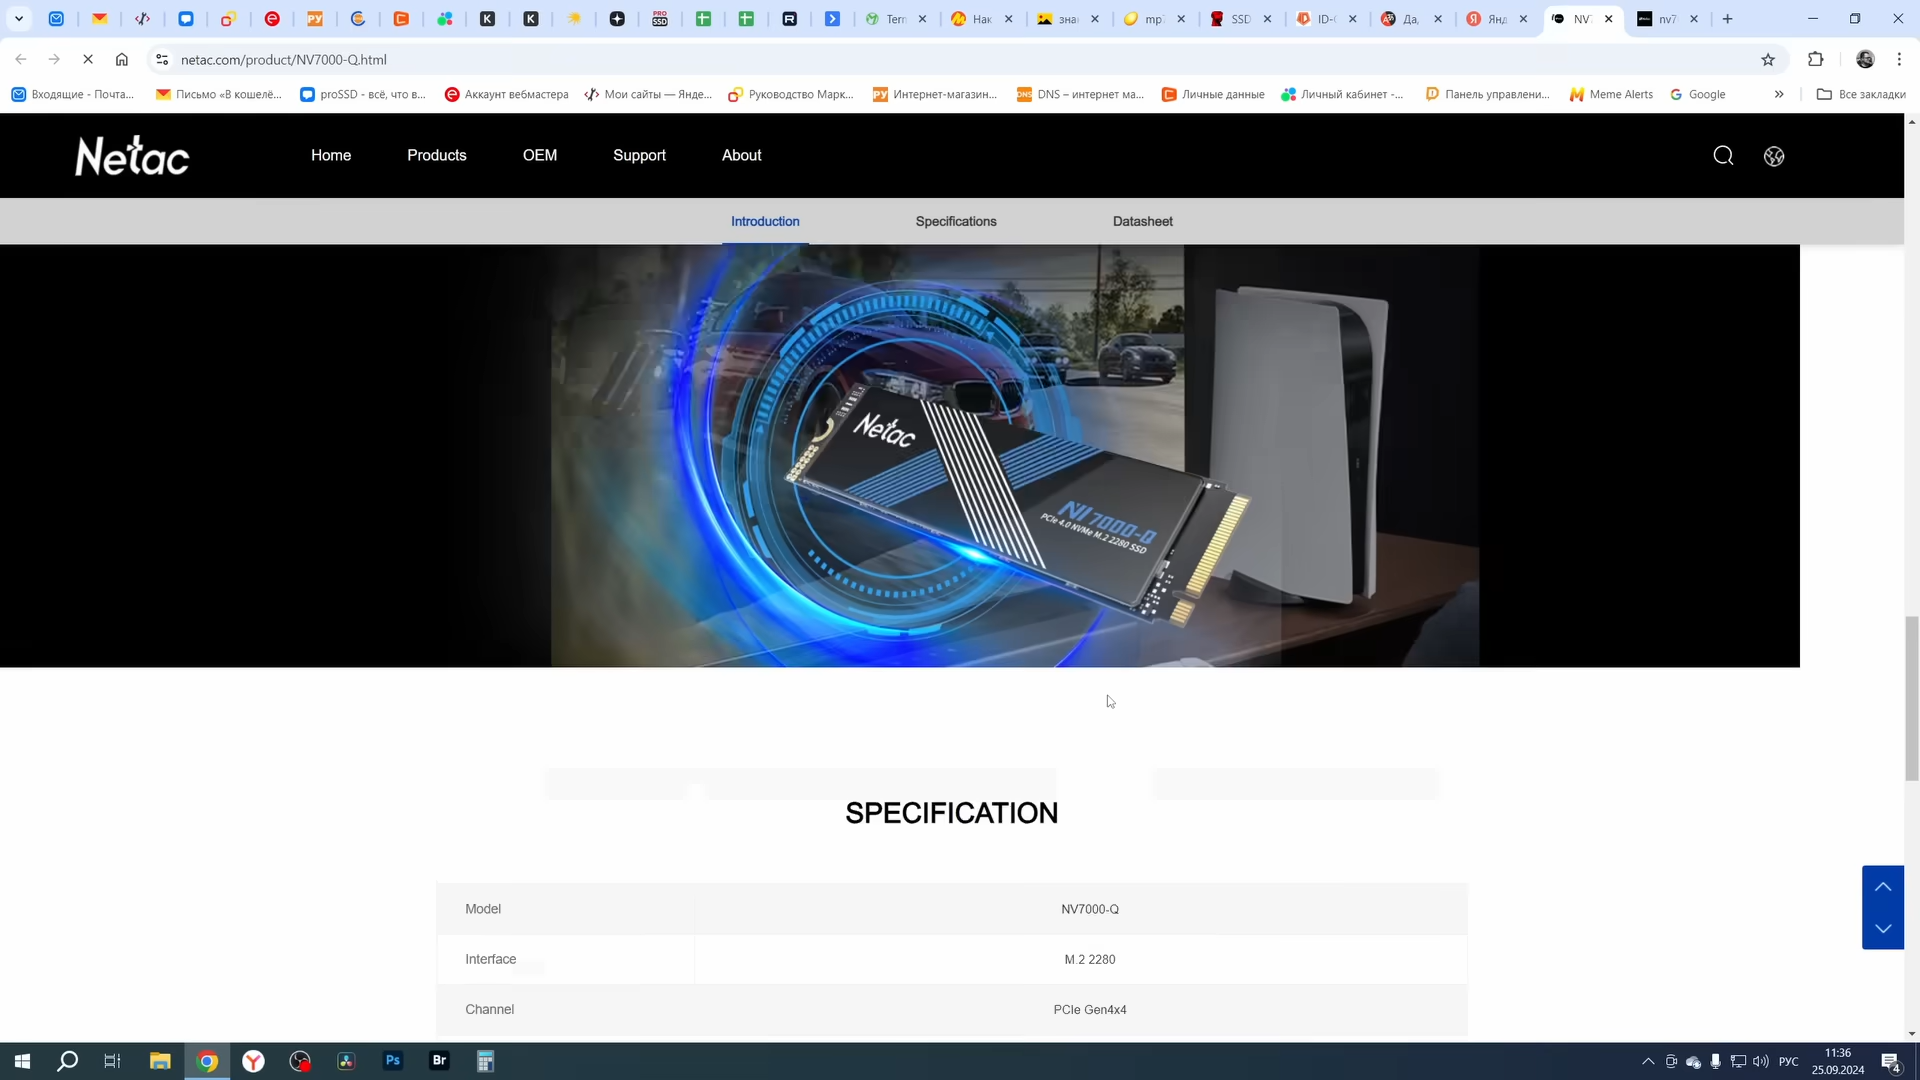 PRO
SSD
Terr
Нак
зна
mp
SSD
ID-
Да,
Янд
NV
nv7
netac.com/product/NV7000-Q.html
Входящие - Почта...
Письмо «В кошелё...
proSSD - всё, что в...
Аккаунт вебмастера
Мои сайты — Янде...
Руководство Марк...
Интернет-магазин...
DNS – интернет ма...
Личные данные
Личный кабинет -...
Панель управлени...
Meme Alerts
Google
Все закладки
Netac
Home
Products
OEM
Support
About
Introduction
Specifications
Datasheet
Netac
NV7000-Q
PCIe 4.0 NVMe M.2 2280 SSD
SPECIFICATION
Model
NV7000-Q
Interface
M.2 2280
Channel
PCIe Gen4x4
Ps
Br
РУС
11:36
25.09.2024
4